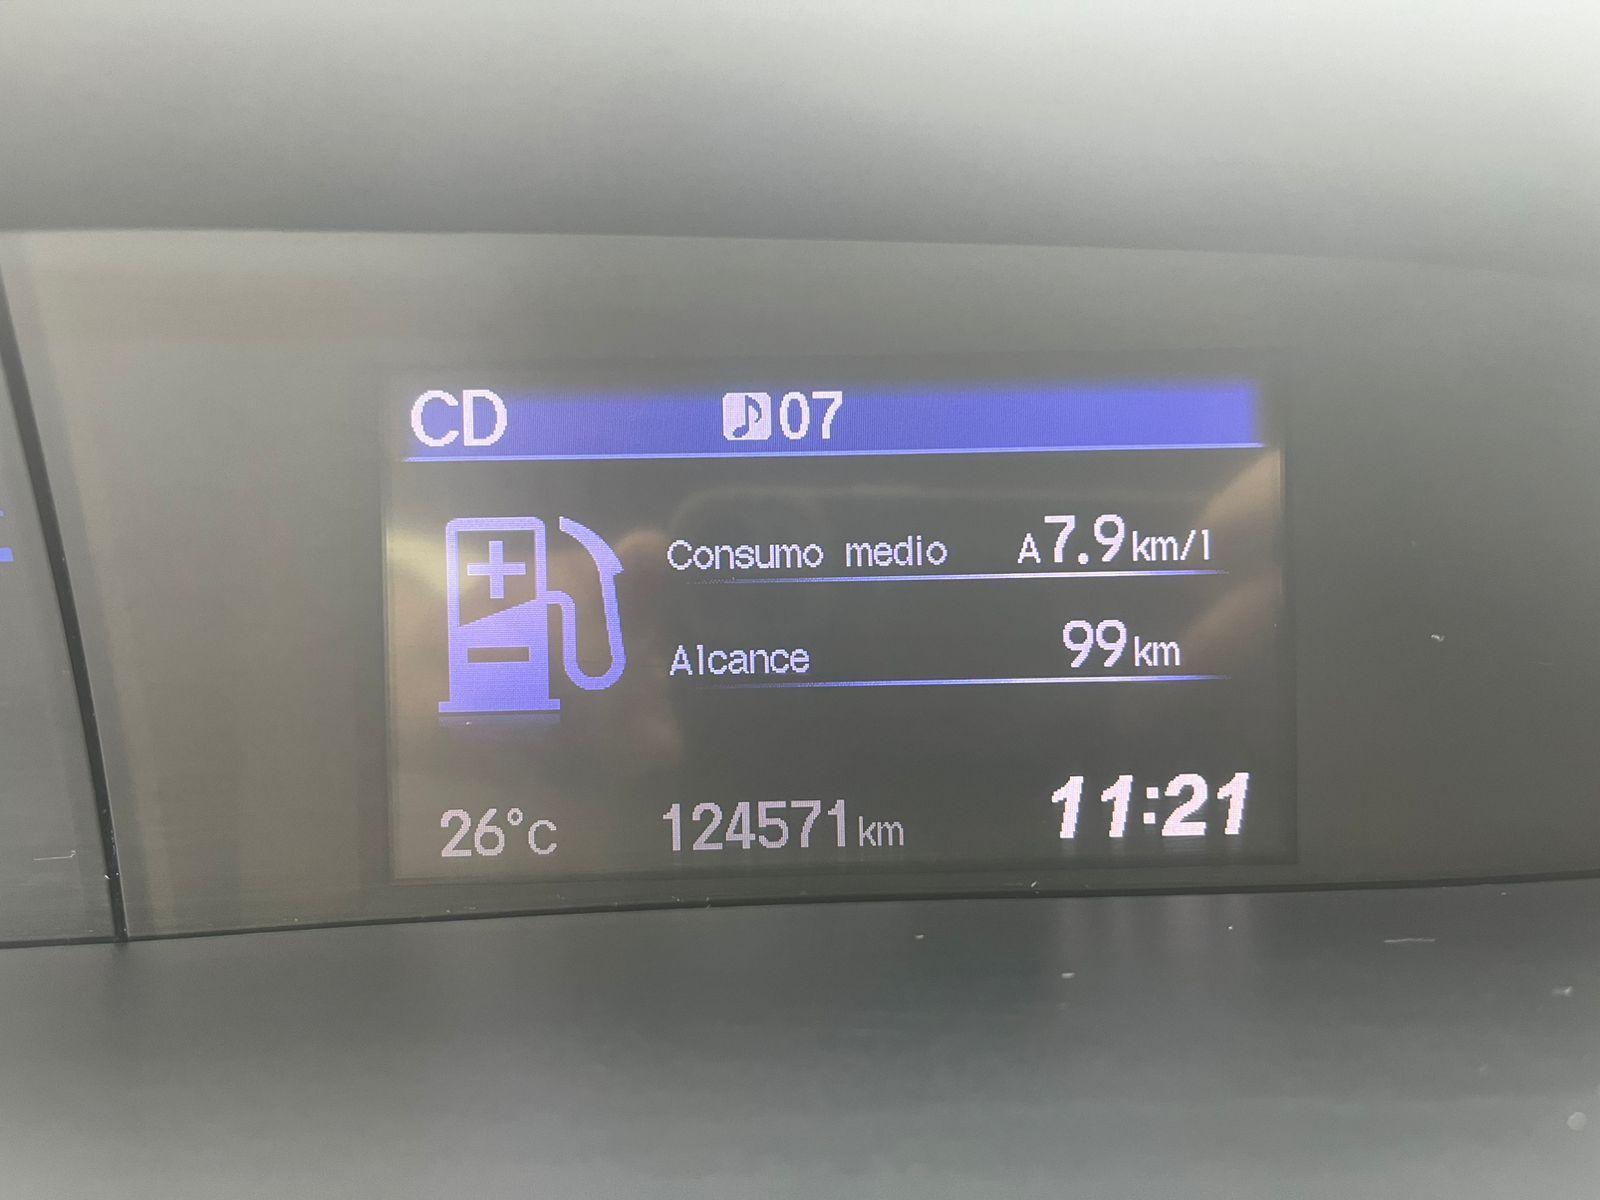 CD 07
Consumo medio A7.9km/l
Alcance 99km
26°C 124571km 11:21